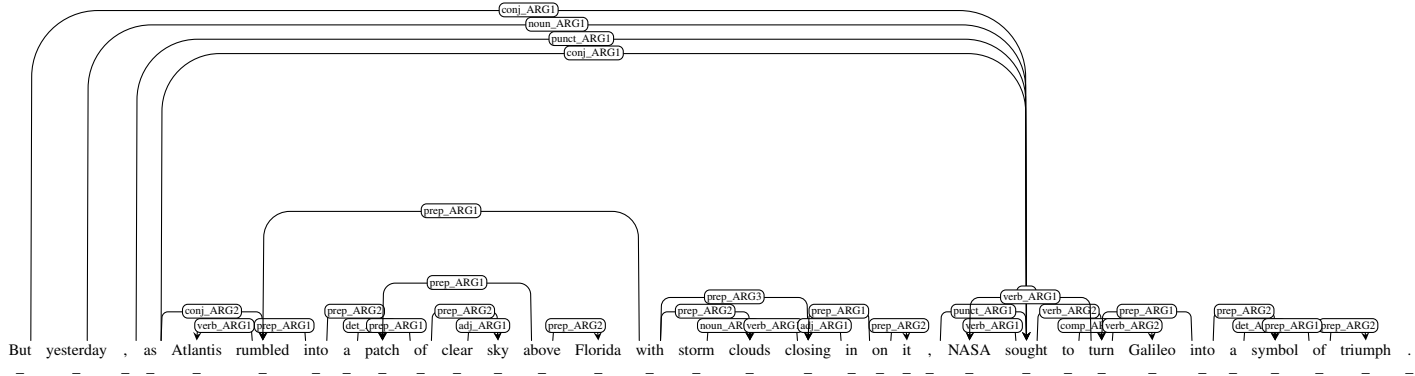 conj_ARG1
noun_ARG1
punct_ARG1
conj_ARG1
prep_ARG1
prep_ARG1
prep_ARG3
verb_ARG1
conj_ARG2 prep_ARG2 prep_ARG2 prep_ARG2 prep_ARG1 punct_ARG1 verb_ARG2 prep_ARG1 prep_ARG2
verb_ARG1 prep_ARG1 det_ prep_ARG1 adj_ARG1 prep_ARG2 noun_AR verb_ARG1 adj_ARG1 prep_ARG2 verb_ARG1 comp_A verb_ARG2 det_A prep_ARG1 prep_ARG2
But yesterday , as Atlantis rumbled into a patch of clear sky above Florida with storm clouds closing in on it , NASA sought to turn Galileo into a symbol of triumph .